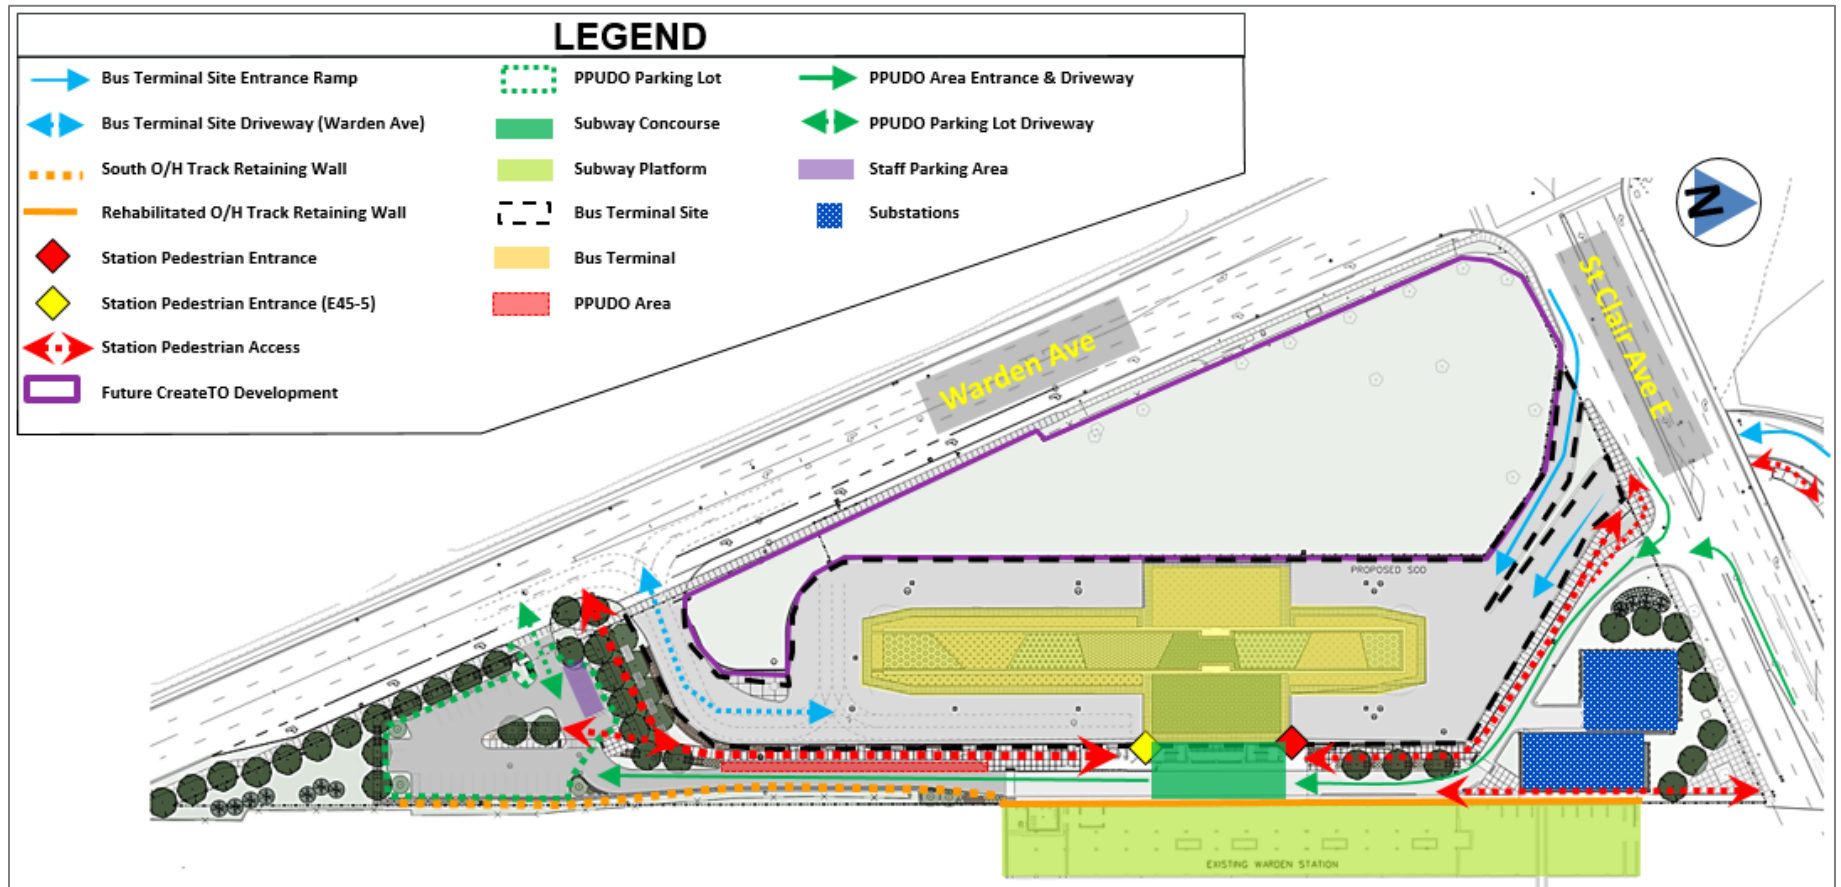 LEGEND
Bus Terminal Site Entrance Ramp
Bus Terminal Site Driveway (Warden Ave)
South O/H Track Retaining Wall
Rehabilitated O/H Track Retaining Wall
Station Pedestrian Entrance
Station Pedestrian Entrance (E45-5)
Station Pedestrian Access
Future CreateTO Development
PPUDO Parking Lot
Subway Concourse
Subway Platform
Bus Terminal Site
Bus Terminal
PPUDO Area
PPUDO Area Entrance & Driveway
PPUDO Parking Lot Driveway
Staff Parking Area
Substations
N
Warden Ave
St Clair Ave E
PROPOSED SOD
EXISTING WARDEN STATION